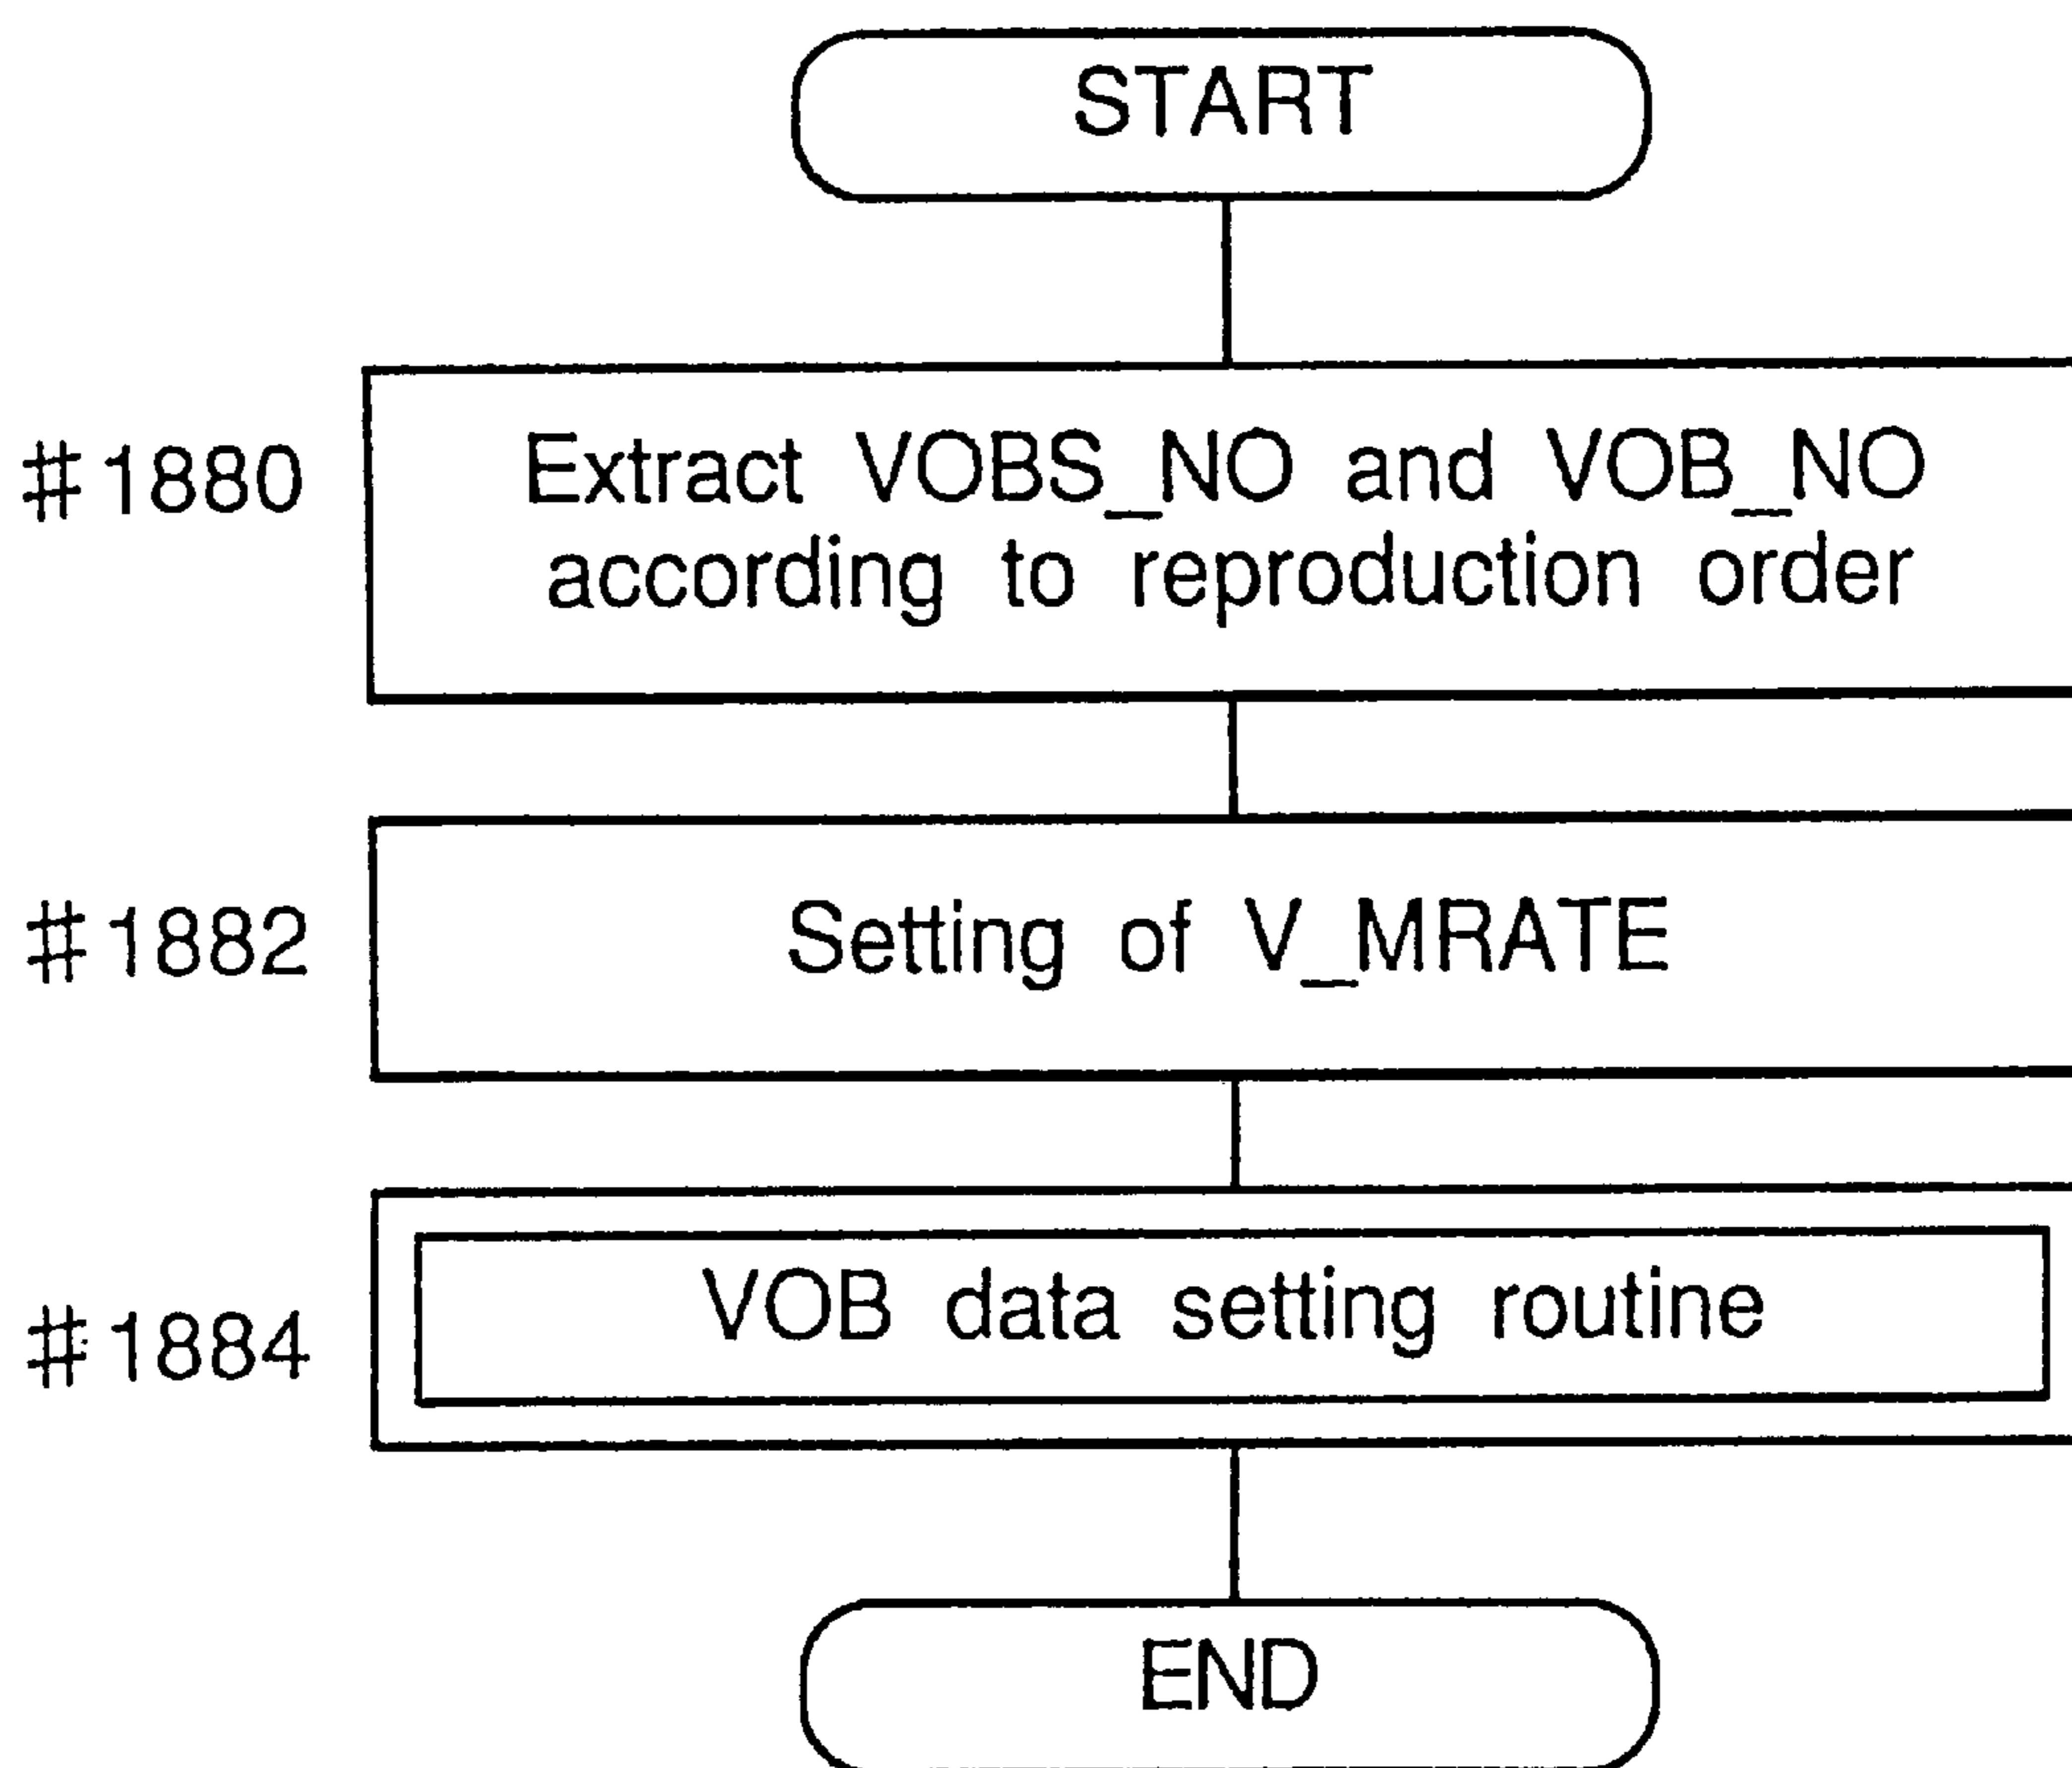 START
#1880
Extract VOBS_NO and VOB_NO
according to reproduction order
#1882
Setting of V_MRATE
#1884
VOB data setting routine
END